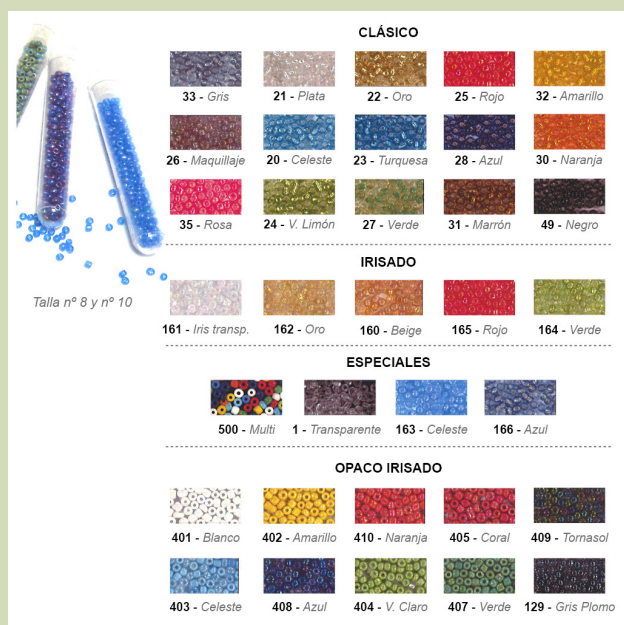 CLÁSICO
33 - Gris 21 - Plata 22 - Oro 25 - Rojo 32 - Amarillo
26 - Maquillaje 20 - Celeste 23 - Turquesa 28 - Azul 30 - Naranja
35 - Rosa 24 - V. Limón 27 - Verde 31 - Marrón 49 - Negro
Talla nº 8 y nº 10
IRISADO
161 - Iris transp. 162 - Oro 160 - Beige 165 - Rojo 164 - Verde
ESPECIALES
500 - Multi 1 - Transparente 163 - Celeste 166 - Azul
OPACO IRISADO
401 - Blanco 402 - Amarillo 410 - Naranja 405 - Coral 409 - Tornasol
403 - Celeste 408 - Azul 404 - V. Claro 407 - Verde 129 - Gris Plomo